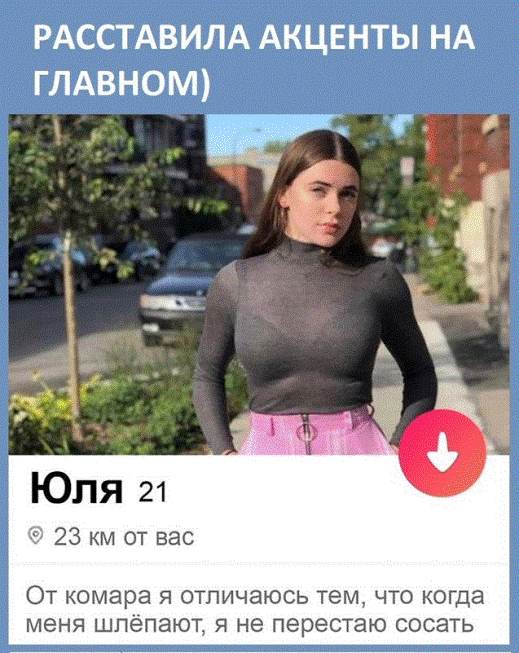 РАССТАВИЛА АКЦЕНТЫ НА
ГЛАВНОМ)
Юля 21
23 км от вас
От комара я отличаюсь тем, что когда
меня шлёпают, я не перестаю сосать